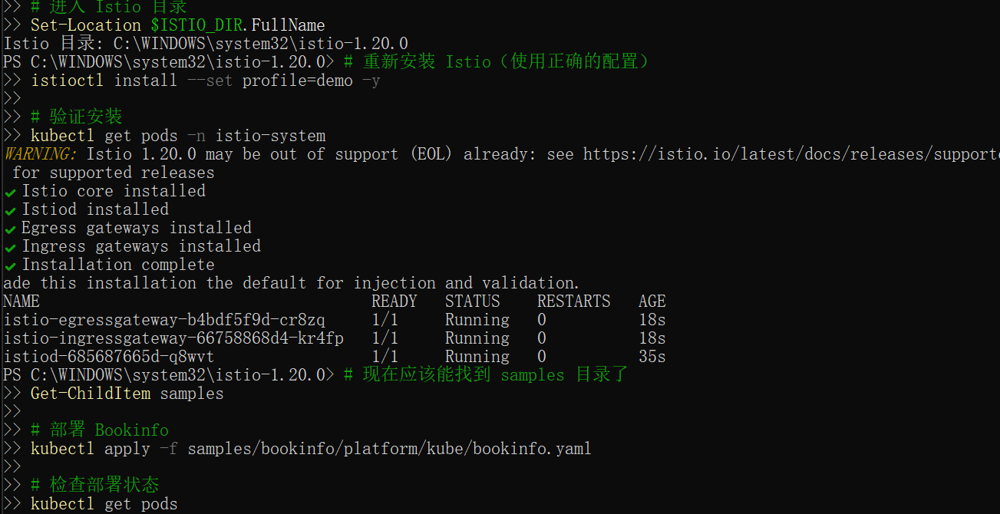 >> # 进入 Istio 目录
>> Set-Location $ISTIO_DIR.FullName
Istio 目录: C:\WINDOWS\system32\istio-1.20.0
PS C:\WINDOWS\system32\istio-1.20.0> # 重新安装 Istio（使用正确的配置）
>> istioctl install --set profile=demo -y
>>
>> # 验证安装
>> kubectl get pods -n istio-system
WARNING: Istio 1.20.0 may be out of support (EOL) already: see https://istio.io/latest/docs/releases/support
for supported releases
✔ Istio core installed
✔ Istiod installed
✔ Egress gateways installed
✔ Ingress gateways installed
✔ Installation complete
ade this installation the default for injection and validation.
NAME READY STATUS RESTARTS AGE
istio-egressgateway-b4bdf5f9d-cr8zq 1/1 Running 0 18s
istio-ingressgateway-66758868d4-kr4fp 1/1 Running 0 18s
istiod-685687665d-q8wvt 1/1 Running 0 35s
PS C:\WINDOWS\system32\istio-1.20.0> # 现在应该能找到 samples 目录了
>> Get-ChildItem samples
>>
>> # 部署 Bookinfo
>> kubectl apply -f samples/bookinfo/platform/kube/bookinfo.yaml
>>
>> # 检查部署状态
>> kubectl get pods